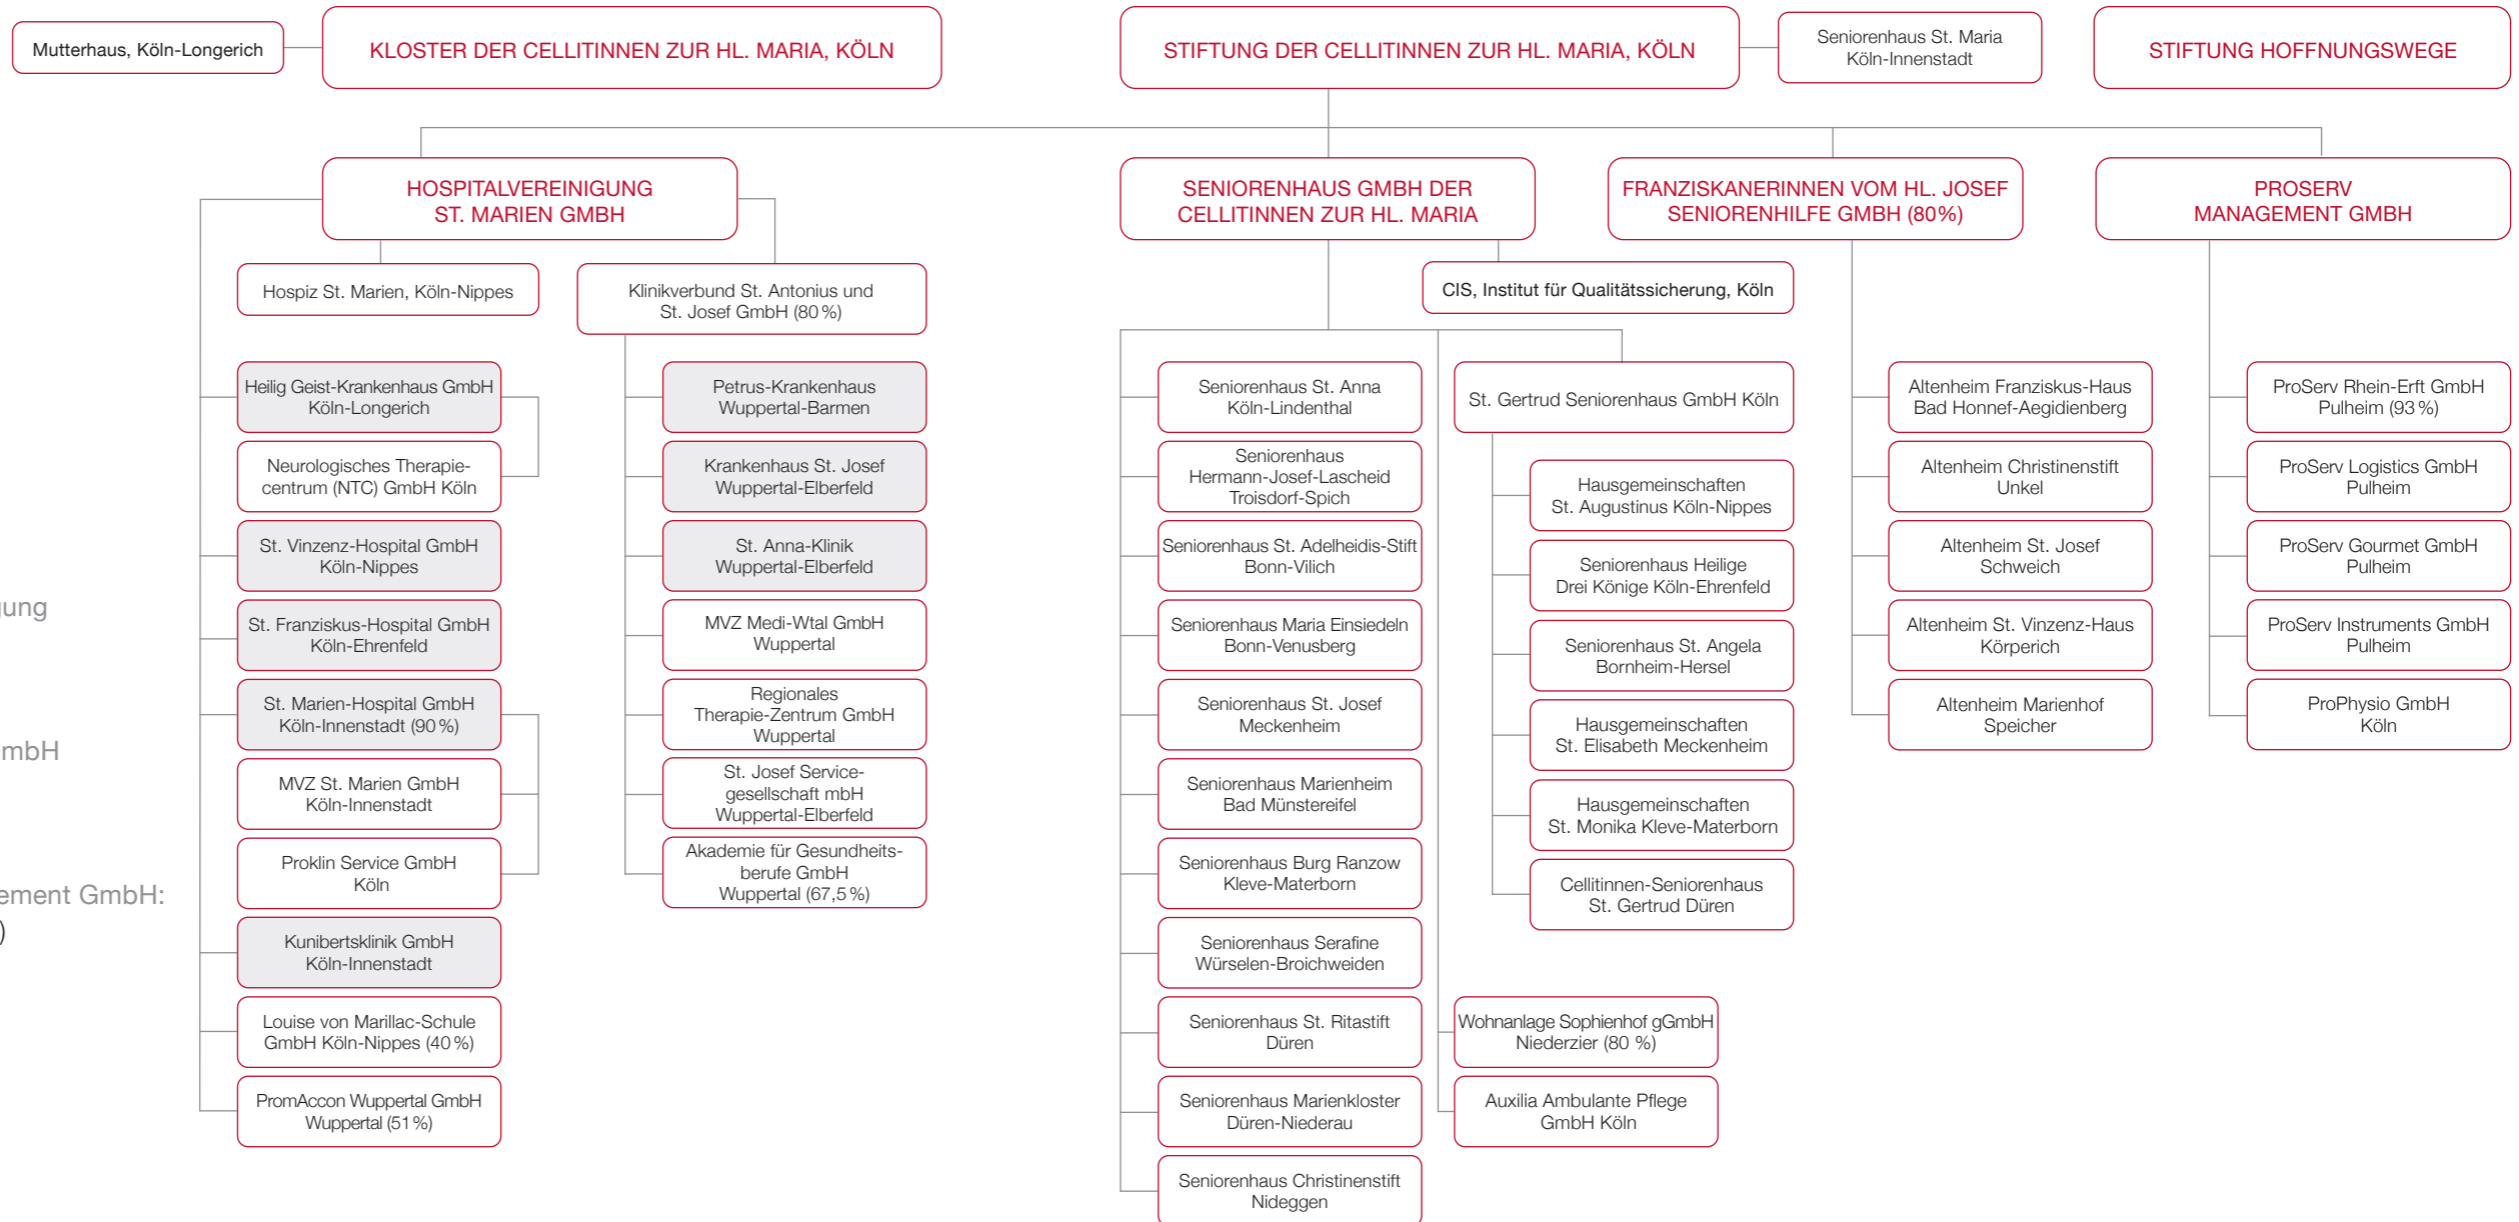 Mutterhaus, Köln-Longerich
KLOSTER DER CELLITINNEN ZUR HL. MARIA, KÖLN
STIFTUNG DER CELLITINNEN ZUR HL. MARIA, KÖLN
Seniorenhaus St. Maria
Köln-Innenstadt
STIFTUNG HOFFNUNGSWEGE
HOSPITALVEREINIGUNG
ST. MARIEN GMBH
SENIORENHAUS GMBH DER
CELLITINNEN ZUR HL. MARIA
FRANZISKANERINNEN VOM HL. JOSEF
SENIORENHILFE GMBH (80%)
PROSERV
MANAGEMENT GMBH
Hospiz St. Marien, Köln-Nippes
Klinikverbund St. Antonius und
St. Josef GmbH (80 %)
CIS, Institut für Qualitätssicherung, Köln
Heilig Geist-Krankenhaus GmbH
Köln-Longerich
Neurologisches Therapie-
centrum (NTC) GmbH Köln
St. Vinzenz-Hospital GmbH
Köln-Nippes
St. Franziskus-Hospital GmbH
Köln-Ehrenfeld
St. Marien-Hospital GmbH
Köln-Innenstadt (90 %)
MVZ St. Marien GmbH
Köln-Innenstadt
Proklin Service GmbH
Köln
Kunibertsklinik GmbH
Köln-Innenstadt
Louise von Marillac-Schule
GmbH Köln-Nippes (40 %)
PromAccon Wuppertal GmbH
Wuppertal (51 %)
Petrus-Krankenhaus
Wuppertal-Barmen
Krankenhaus St. Josef
Wuppertal-Elberfeld
St. Anna-Klinik
Wuppertal-Elberfeld
MVZ Medi-Wtal GmbH
Wuppertal
Regionales
Therapie-Zentrum GmbH
Wuppertal
St. Josef Service-
gesellschaft mbH
Wuppertal-Elberfeld
Akademie für Gesundheits-
berufe GmbH
Wuppertal (67,5 %)
Seniorenhaus St. Anna
Köln-Lindenthal
Seniorenhaus
Hermann-Josef-Lascheid
Troisdorf-Spich
Seniorenhaus St. Adelheidis-Stift
Bonn-Vilich
Seniorenhaus Maria Einsiedeln
Bonn-Venusberg
Seniorenhaus St. Josef
Meckenheim
Seniorenhaus Marienheim
Bad Münstereifel
Seniorenhaus Burg Ranzow
Kleve-Materborn
Seniorenhaus Serafine
Würselen-Broichweiden
Seniorenhaus St. Ritastift
Düren
Seniorenhaus Marienkloster
Düren-Niederau
Seniorenhaus Christinenstift
Nideggen
St. Gertrud Seniorenhaus GmbH Köln
Hausgemeinschaften
St. Augustinus Köln-Nippes
Seniorenhaus Heilige
Drei Könige Köln-Ehrenfeld
Seniorenhaus St. Angela
Bornheim-Hersel
Hausgemeinschaften
St. Elisabeth Meckenheim
Hausgemeinschaften
St. Monika Kleve-Materborn
Cellitinnen-Seniorenhaus
St. Gertrud Düren
Wohnanlage Sophienhof gGmbH
Niederzier (80 %)
Auxilia Ambulante Pflege
GmbH Köln
Altenheim Franziskus-Haus
Bad Honnef-Aegidienberg
Altenheim Christinenstift
Unkel
Altenheim St. Josef
Schweich
Altenheim St. Vinzenz-Haus
Körperich
Altenheim Marienhof
Speicher
ProServ Rhein-Erft GmbH
Pulheim (93 %)
ProServ Logistics GmbH
Pulheim
ProServ Gourmet GmbH
Pulheim
ProServ Instruments GmbH
Pulheim
ProPhysio GmbH
Köln
gung
mbH
ement GmbH:
)